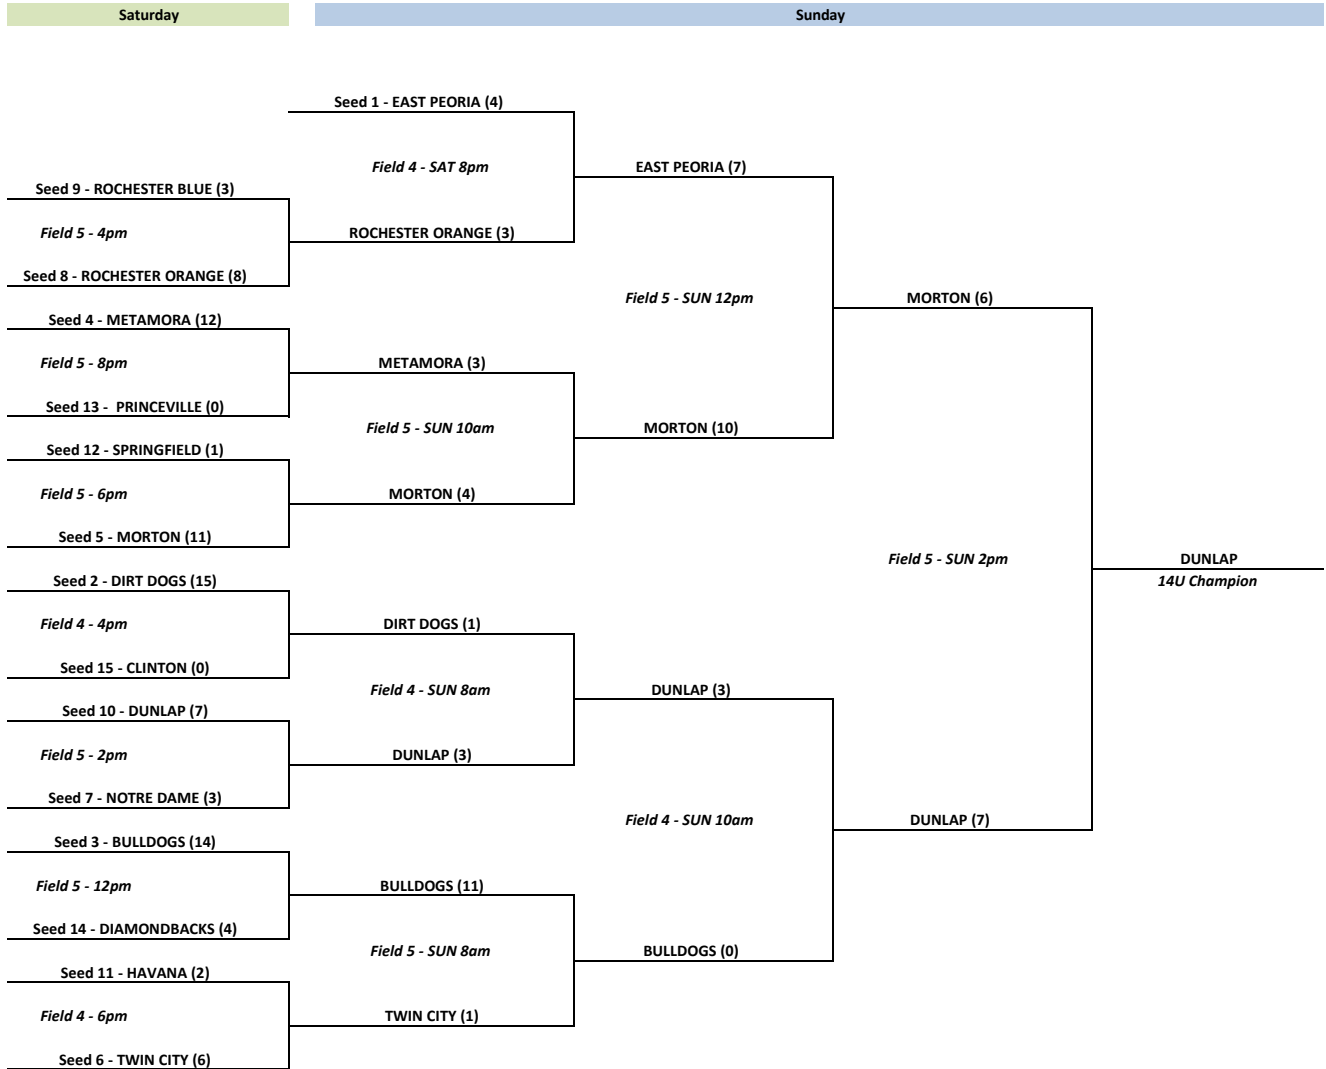 Saturday
Sunday
Seed 1 - EAST PEORIA (4)
Field 4 - SAT 8pm
EAST PEORIA (7)
Seed 9 - ROCHESTER BLUE (3)
Field 5 - 4pm
ROCHESTER ORANGE (3)
Seed 8 - ROCHESTER ORANGE (8)
Field 5 - SUN 12pm
MORTON (6)
Seed 4 - METAMORA (12)
Field 5 - 8pm
METAMORA (3)
Seed 13 -  PRINCEVILLE (0)
Field 5 - SUN 10am
MORTON (10)
Seed 12 - SPRINGFIELD (1)
Field 5 - 6pm
MORTON (4)
Seed 5 - MORTON (11)
Field 5 - SUN 2pm
DUNLAP
14U Champion
Seed 2 - DIRT DOGS (15)
Field 4 - 4pm
DIRT DOGS (1)
Seed 15 - CLINTON (0)
Field 4 - SUN 8am
DUNLAP (3)
Seed 10 - DUNLAP (7)
Field 5 - 2pm
DUNLAP (3)
Seed 7 - NOTRE DAME (3)
Field 4 - SUN 10am
DUNLAP (7)
Seed 3 - BULLDOGS (14)
Field 5 - 12pm
BULLDOGS (11)
Seed 14 - DIAMONDBACKS (4)
Field 5 - SUN 8am
BULLDOGS (0)
Seed 11 - HAVANA (2)
Field 4 - 6pm
TWIN CITY (1)
Seed 6 - TWIN CITY (6)